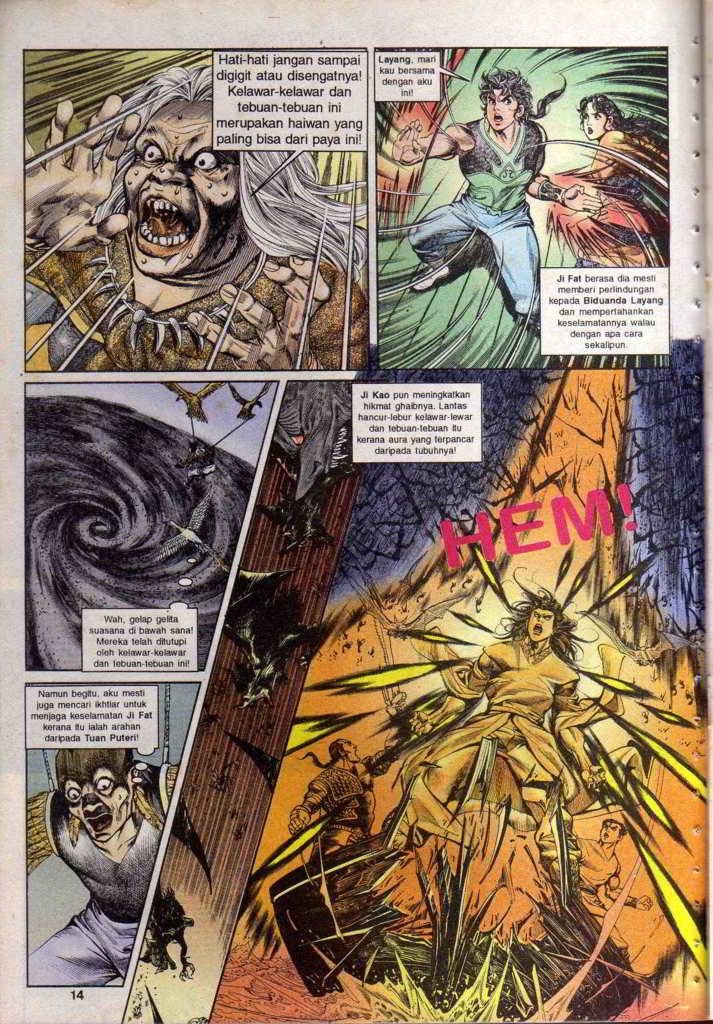 Hati-hati jangan sampai
digigit atau disengatnya!
Kelawar-kelawar dan
tebuan-tebuan ini
merupakan haiwan yang
paling bisa dari paya ini!
Layang, mari
kau bersama
dengan aku
ini!
Ji Fat berasa dia mesti
memberi perlindungan
kepada Biduanda Layang
dan mempertahankan
keselamatannya walau
dengan apa cara
sekalipun.
Wah, gelap gelita
suasana di bawah sana!
Mereka telah ditutupi
oleh kelawar-kelawar
dan tebuan-tebuan ini!
Ji Kao pun meningkatkan
hikmat ghaibnya. Lantas
hancur-lebur kelawar-lewar
dan tebuan-tebuan itu
kerana aura yang terpancar
daripada tubuhnya!
HEM!
Namun begitu, aku mesti
juga mencari ikhtiar untuk
menjaga keselamatan Ji Fat
kerana itu ialah arahan
daripada Tuan Puteri!
14